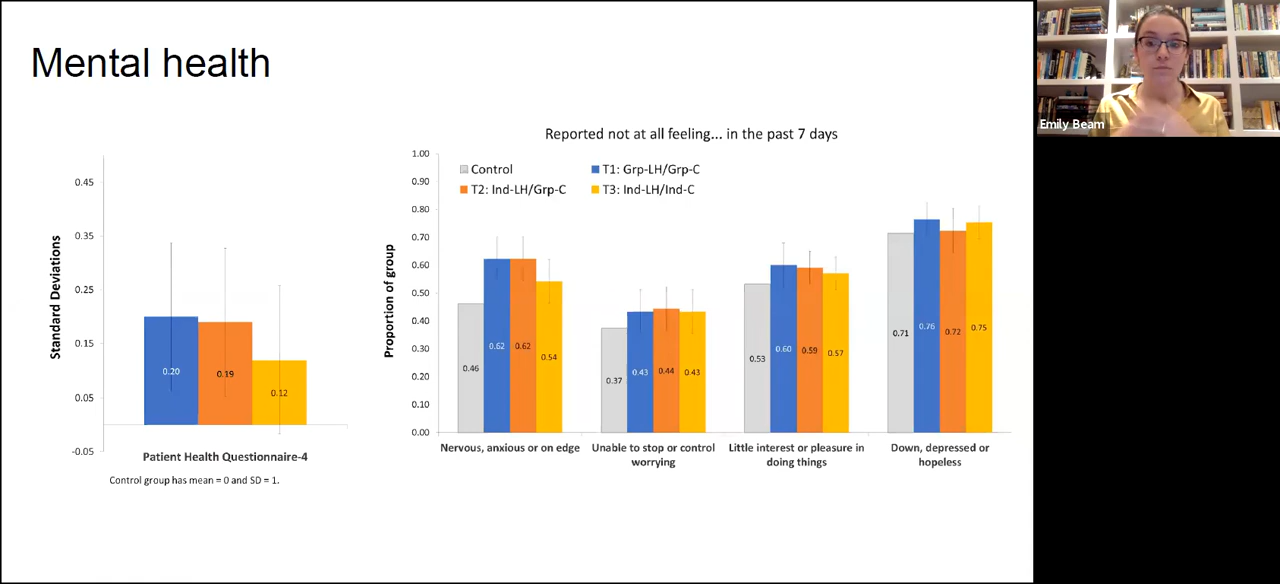 Mental health
Emily Beam
0.45
0.35
0.25
0.15
0.05
-0.05
Standard Deviations
0.20
0.19
0.12
Patient Health Questionnaire-4
Control group has mean = 0 and SD = 1.
Reported not at all feeling... in the past 7 days
Control
T1: Grp-LH/Grp-C
T2: Ind-LH/Grp-C
T3: Ind-LH/Ind-C
1.00
0.90
0.80
0.70
0.60
0.50
0.40
0.30
0.20
0.10
0.00
Proportion of group
0.46
0.62
0.62
0.54
0.37
0.43
0.44
0.43
0.53
0.60
0.59
0.57
0.71
0.76
0.72
0.75
Nervous, anxious or on edge
Unable to stop or control
worrying
Little interest or pleasure in
doing things
Down, depressed or
hopeless